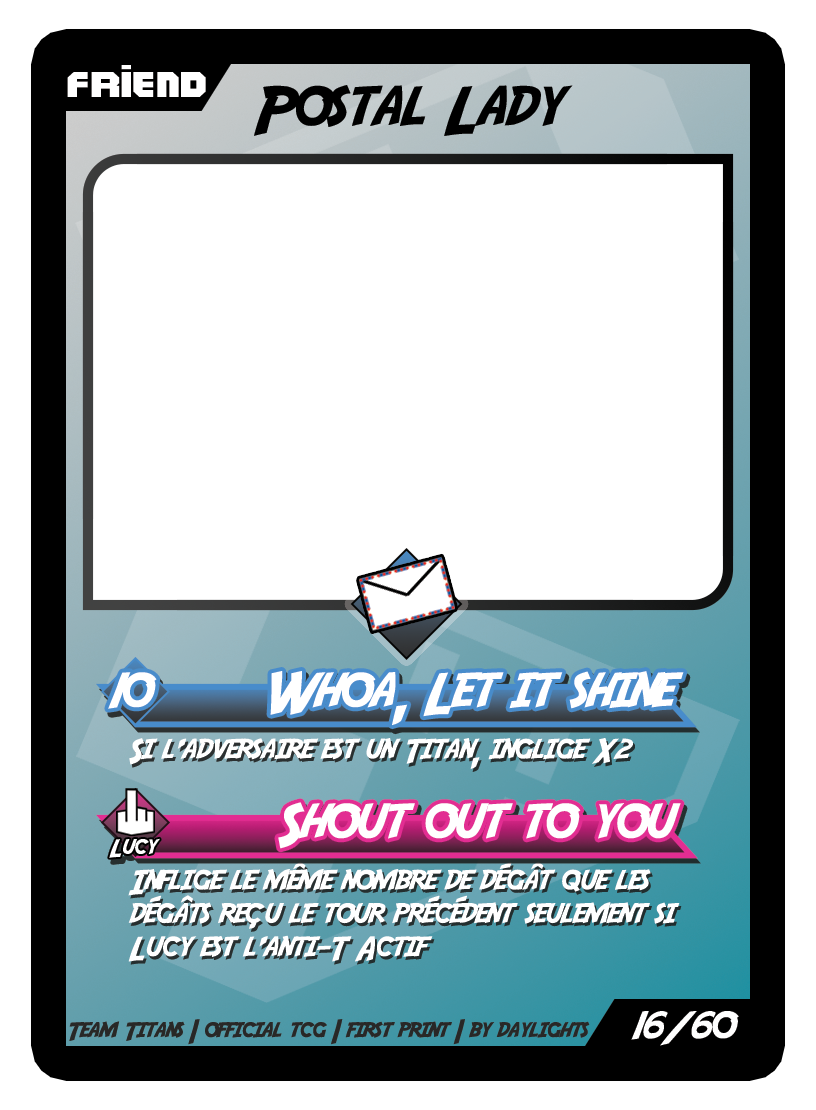 FRIEND
Postal Lady
10
Whoa, Let it shine
Si l'adversaire est un Titan, inglige X2
Shout out to you
Lucy
Inflige le même nombre de dégât que les
dégâts reçu le tour précédent seulement si
Lucy est l'anti-T Actif
Team Titans | official tcg | first print | by daylights
16/60